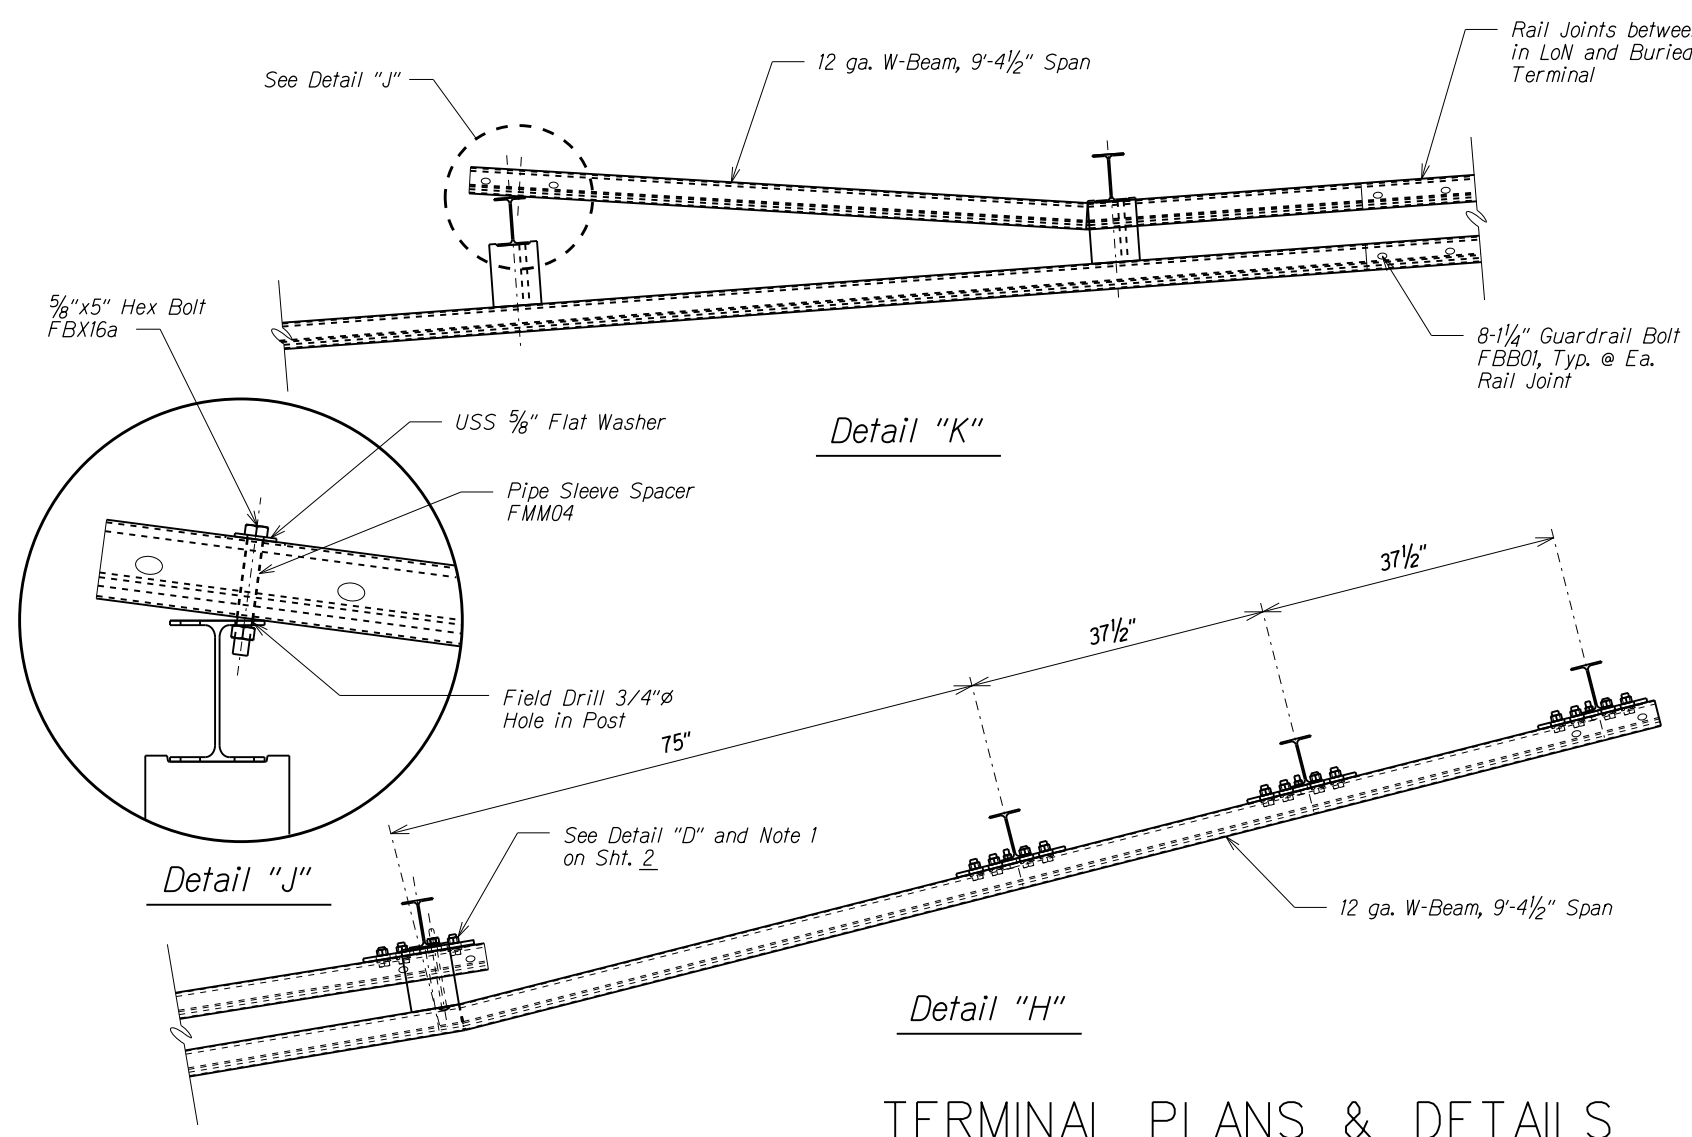 Rail Joints betwee
in LoN and Buried
Terminal
12 ga. W-Beam, 9'-4½" Span
See Detail "J"
⅝"x5" Hex Bolt
FBX16a
8-1¼" Guardrail Bolt
FBB01, Typ. @ Ea.
Rail Joint
USS ⅝" Flat Washer
Detail "K"
Pipe Sleeve Spacer
FMM04
37½"
37½"
Field Drill 3/4"ø
Hole in Post
75"
See Detail "D" and Note 1
on Sht. 2
Detail "J"
12 ga. W-Beam, 9'-4½" Span
Detail "H"
TERMINAL PLANS & DETAILS